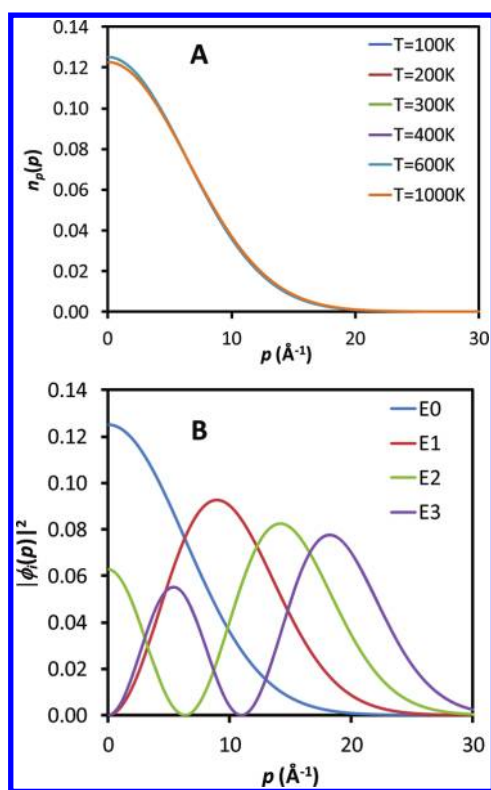 A
0.14
0.12
0.10
0.08
0.06
0.04
0.02
0.00
n_p(p)
T=100K
T=200K
T=300K
T=400K
T=600K
T=1000K
0 10 20 30
p (Å⁻¹)
B
0.14
0.12
0.10
0.08
0.06
0.04
0.02
0.00
|ϕ_i(p)|²
E0
E1
E2
E3
0 10 20 30
p (Å⁻¹)